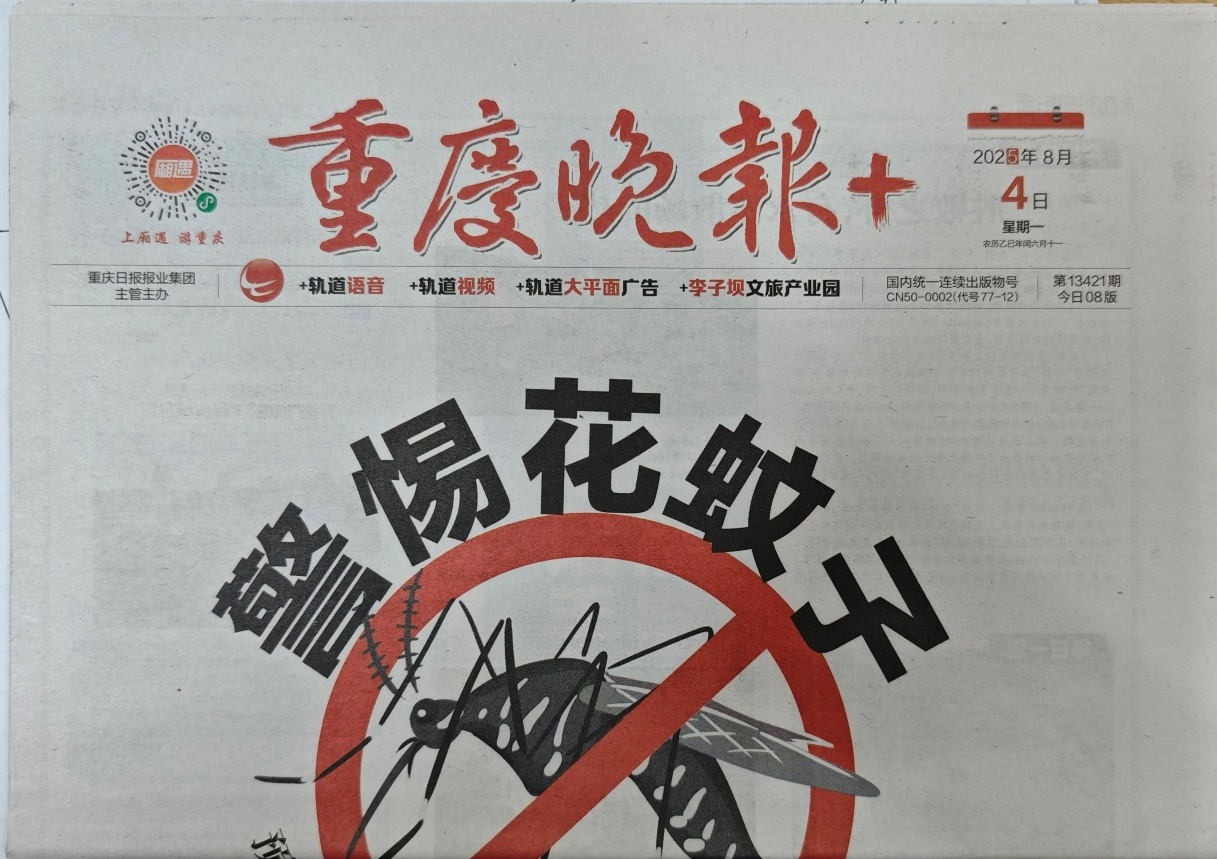 重慶晚報+
厢遇
上厢遇 游重庆
2025年8月
4日
星期一
农历乙巳年闰六月十一
重庆日报报业集团
主管主办
+轨道语音 +轨道视频 +轨道大平面广告 +李子坝文旅产业园
国内统一连续出版物号
CN50-0002(代号77-12)
第13421期
今日08版
警惕花蚊子